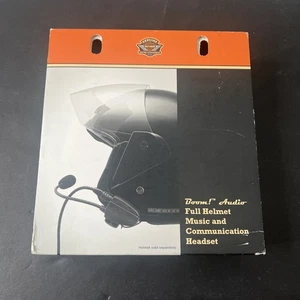 Boom!™ Audio
Full Helmet
Music and
Communication
Headset